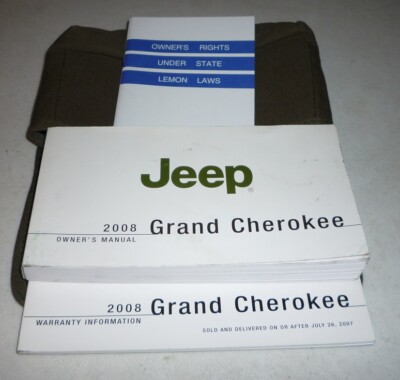 OWNER'S RIGHTS
UNDER STATE
LEMON LAWS
Jeep®
2008 Grand Cherokee
OWNER'S MANUAL
2008 Grand Cherokee
WARRANTY INFORMATION
SOLD AND DELIVERED ON OR AFTER JULY 26, 2007